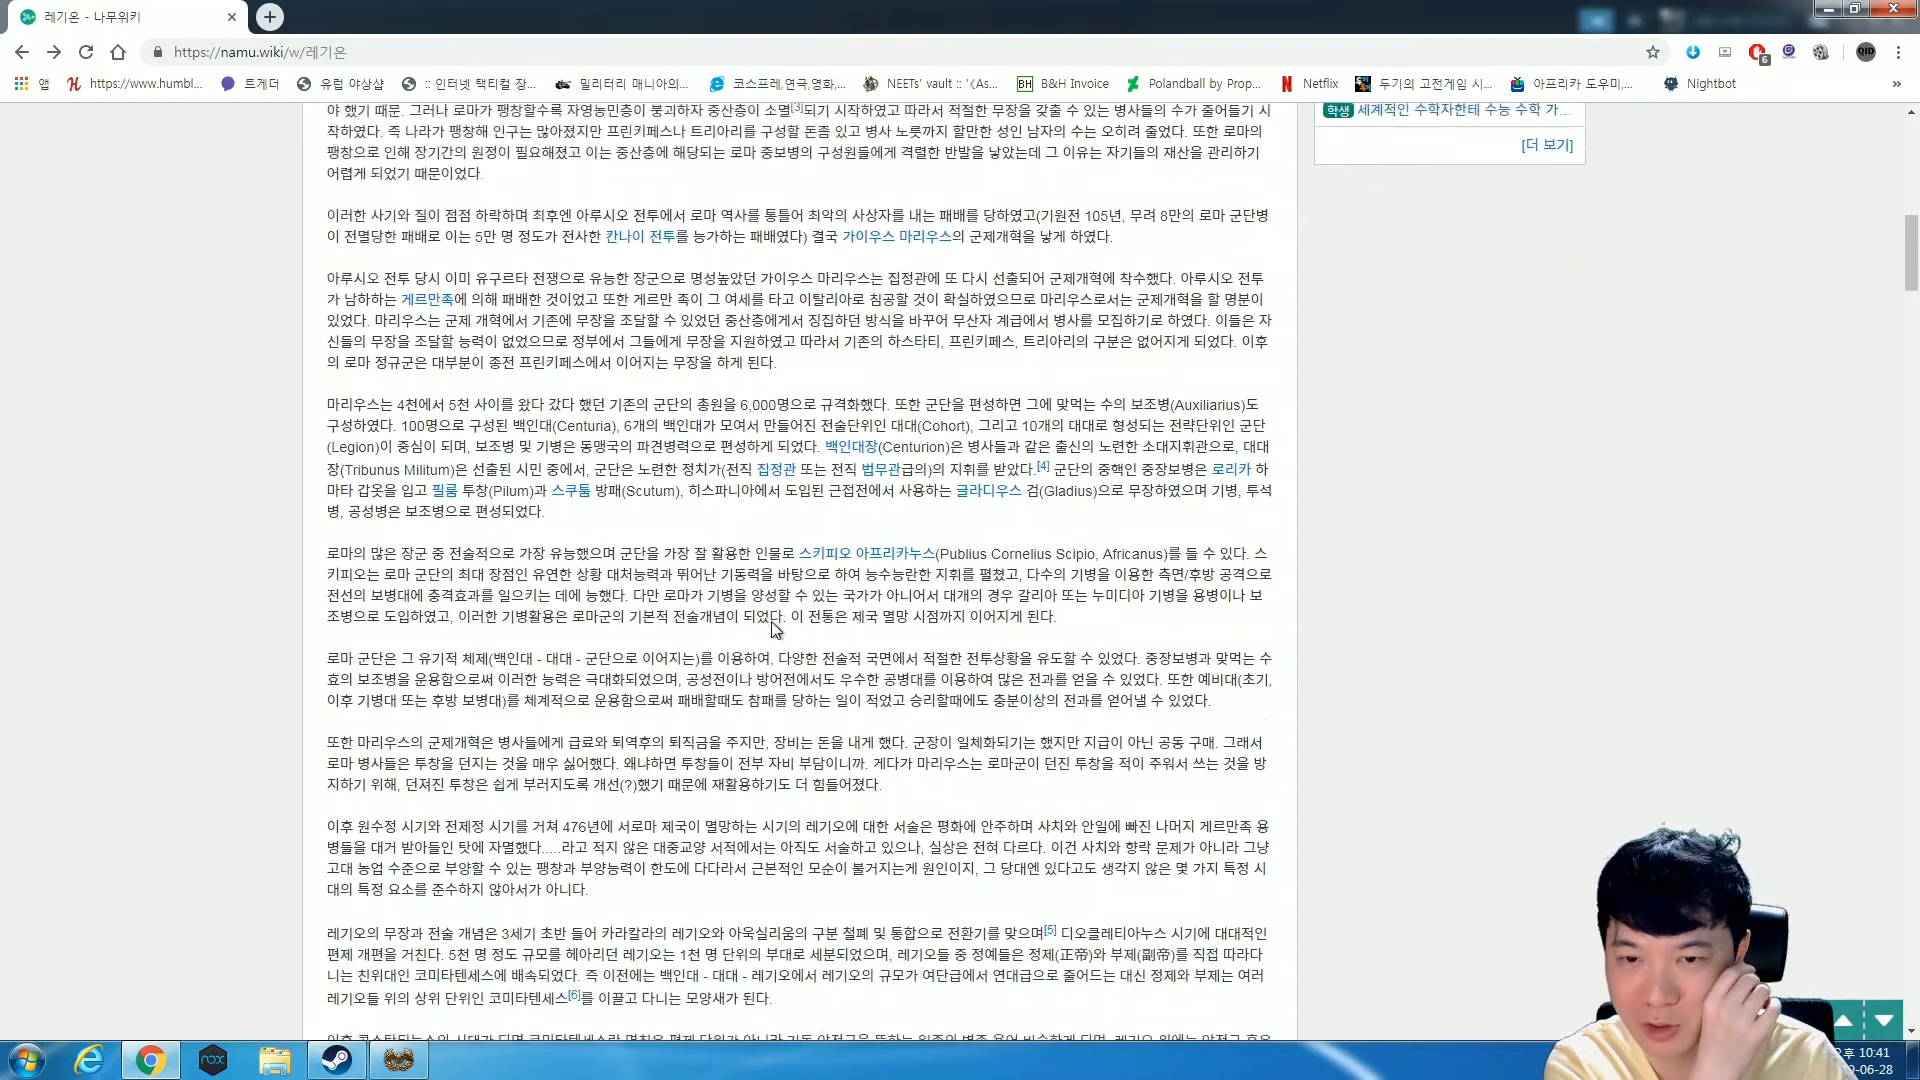 레기온 - 나무위키
https://namu.wiki/w/레기온
6
QID
앱
https://www.humbl...
트게더
유럽 야상샵
:: 인터넷 택티컬 장...
밀리터리 매니아의...
코스프레,연국,영화,...
NEETs' vault :: '《As...
BH
B&H Invoice
Polandball by Prop...
Netflix
두기의 고전게임 시...
아프리카 도우미,...
Nightbot
»
야 했기 때문. 그러나 로마가 팽창할수록 자영농민층이 붕괴하자 중산층이 소멸[3]되기 시작하였고 따라서 적절한 무장을 갖출 수 있는 병사들의 수가 줄어들기 시
작하였다. 즉 나라가 팽창해 인구는 많아졌지만 프린키페스나 트리아리를 구성할 돈좀 있고 병사 노릇까지 할만한 성인 남자의 수는 오히려 줄었다. 또한 로마의
팽창으로 인해 장기간의 원정이 필요해졌고 이는 중산층에 해당되는 로마 중보병의 구성원들에게 격렬한 반발을 낳았는데 그 이유는 자기들의 재산을 관리하기
어렵게 되었기 때문이었다.
이러한 사기와 질이 점점 하락하며 최후엔 아루시오 전투에서 로마 역사를 통틀어 최악의 사상자를 내는 패배를 당하였고(기원전 105년, 무려 8만의 로마 군단병
이 전멸당한 패배로 이는 5만 명 정도가 전사한 칸나이 전투를 능가하는 패배였다) 결국 가이우스 마리우스의 군제개혁을 낳게 하였다.
아루시오 전투 당시 이미 유구르타 전쟁으로 유능한 장군으로 명성높았던 가이우스 마리우스는 집정관에 또 다시 선출되어 군제개혁에 착수했다. 아루시오 전투
가 남하하는 게르만족에 의해 패배한 것이었고 또한 게르만 족이 그 여세를 타고 이탈리아로 침공할 것이 확실하였으므로 마리우스로서는 군제개혁을 할 명분이
있었다. 마리우스는 군제 개혁에서 기존에 무장을 조달할 수 있었던 중산층에게서 징집하던 방식을 바꾸어 무산자 계급에서 병사를 모집하기로 하였다. 이들은 자
신들의 무장을 조달할 능력이 없었으므로 정부에서 그들에게 무장을 지원하였고 따라서 기존의 하스타티, 프린키페스, 트리아리의 구분은 없어지게 되었다. 이후
의 로마 정규군은 대부분이 종전 프린키페스에서 이어지는 무장을 하게 된다.
마리우스는 4천에서 5천 사이를 왔다 갔다 했던 기존의 군단의 총원을 6,000명으로 규격화했다. 또한 군단을 편성하면 그에 맞먹는 수의 보조병(Auxiliarius)도
구성하였다. 100명으로 구성된 백인대(Centuria), 6개의 백인대가 모여서 만들어진 전술단위인 대대(Cohort), 그리고 10개의 대대로 형성되는 전략단위인 군단
(Legion)이 중심이 되며, 보조병 및 기병은 동맹국의 파견병력으로 편성하게 되었다. 백인대장(Centurion)은 병사들과 같은 출신의 노련한 소대지휘관으로, 대대
장(Tribunus Militum)은 선출된 시민 중에서, 군단은 노련한 정치가(전직 집정관 또는 전직 법무관급의)의 지휘를 받았다.[4] 군단의 중핵인 중장보병은 로리카 하
마타 갑옷을 입고 필룸 투창(Pilum)과 스쿠툼 방패(Scutum), 히스파니아에서 도입된 근접전에서 사용하는 글라디우스 검(Gladius)으로 무장하였으며 기병, 투석
병, 공성병은 보조병으로 편성되었다.
로마의 많은 장군 중 전술적으로 가장 유능했으며 군단을 가장 잘 활용한 인물로 스키피오 아프리카누스(Publius Cornelius Scipio, Africanus)를 들 수 있다. 스
키피오는 로마 군단의 최대 장점인 유연한 상황 대처능력과 뛰어난 기동력을 바탕으로 하여 능수능란한 지휘를 펼쳤고, 다수의 기병을 이용한 측면/후방 공격으로
전선의 보병대에 충격효과를 일으키는 데에 능했다. 다만 로마가 기병을 양성할 수 있는 국가가 아니어서 대개의 경우 갈리아 또는 누미디아 기병을 용병이나 보
조병으로 도입하였고, 이러한 기병활용은 로마군의 기본적 전술개념이 되었다. 이 전통은 제국 멸망 시점까지 이어지게 된다.
로마 군단은 그 유기적 체제(백인대 - 대대 - 군단으로 이어지는)를 이용하여, 다양한 전술적 국면에서 적절한 전투상황을 유도할 수 있었다. 중장보병과 맞먹는 수
효의 보조병을 운용함으로써 이러한 능력은 극대화되었으며, 공성전이나 방어전에서도 우수한 공병대를 이용하여 많은 전과를 얻을 수 있었다. 또한 예비대(초기,
이후 기병대 또는 후방 보병대)를 체계적으로 운용함으로써 패배할때도 참패를 당하는 일이 적었고 승리할때에도 충분이상의 전과를 얻어낼 수 있었다.
또한 마리우스의 군제개혁은 병사들에게 급료와 퇴역후의 퇴직금을 주지만, 장비는 돈을 내게 했다. 군장이 일체화되기는 했지만 지급이 아닌 공동 구매. 그래서
로마 병사들은 투창을 던지는 것을 매우 싫어했다. 왜냐하면 투창들이 전부 자비 부담이니까. 게다가 마리우스는 로마군이 던진 투창을 적이 주워서 쓰는 것을 방
지하기 위해, 던져진 투창은 쉽게 부러지도록 개선(?)했기 때문에 재활용하기도 더 힘들어졌다.
이후 원수정 시기와 전제정 시기를 거쳐 476년에 서로마 제국이 멸망하는 시기의 레기오에 대한 서술은 평화에 안주하며 사치와 안일에 빠진 나머지 게르만족 용
병들을 대거 받아들인 탓에 자멸했다.....라고 적지 않은 대중교양 서적에서는 아직도 서술하고 있으나, 실상은 전혀 다르다. 이건 사치와 향락 문제가 아니라 그냥
고대 농업 수준으로 부양할 수 있는 팽창과 부양능력이 한도에 다다라서 근본적인 모순이 불거지는게 원인이지, 그 당대엔 있다고도 생각지 않은 몇 가지 특정 시
대의 특정 요소를 준수하지 않아서가 아니다.
레기오의 무장과 전술 개념은 3세기 초반 들어 카라칼라의 레기오와 아욱실리움의 구분 철폐 및 통합으로 전환기를 맞으며[5] 디오클레티아누스 시기에 대대적인
편제 개편을 거친다. 5천 명 정도 규모를 헤아리던 레기오는 1천 명 단위의 부대로 세분되었으며, 레기오들 중 정예들은 정제(正帝)와 부제(副帝)를 직접 따라다
니는 친위대인 코미타텐세스에 배속되었다. 즉 이전에는 백인대 - 대대 - 레기오에서 레기오의 규모가 여단급에서 연대급으로 줄어드는 대신 정제와 부제는 여러
레기오들 위의 상위 단위인 코미타텐세스[6]를 이끌고 다니는 모양새가 된다.
학생 세계적인 수학자한테 수능 수학 가...
[더 보기]
nox
오후 10:41
-06-28